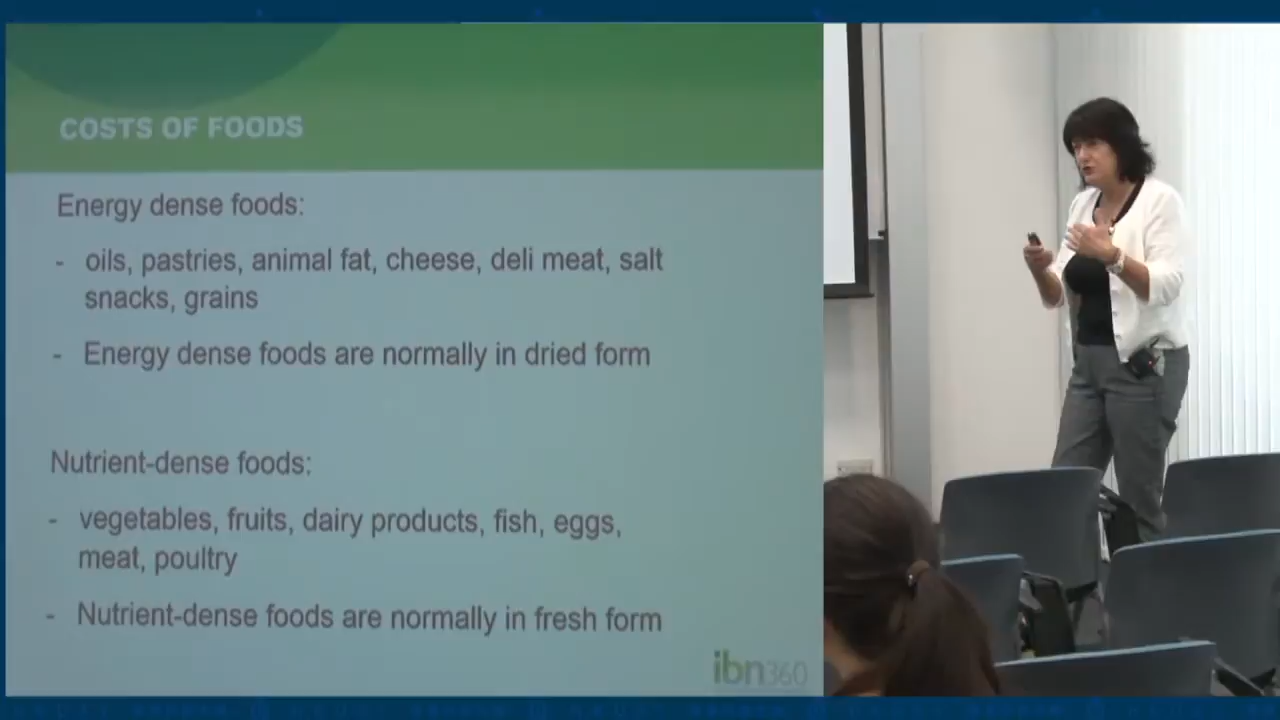 COSTS OF FOODS
Energy dense foods:
- oils, pastries, animal fat, cheese, deli meat, salt
snacks, grains
- Energy dense foods are normally in dried form
Nutrient-dense foods:
- vegetables, fruits, dairy products, fish, eggs,
meat, poultry
- Nutrient-dense foods are normally in fresh form
ibn360